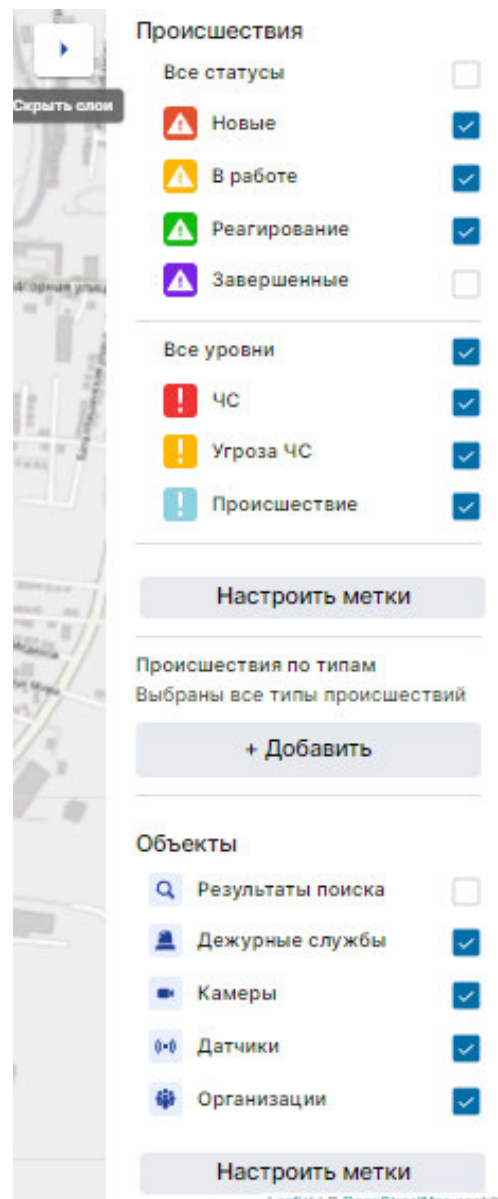 Происшествия
Все статусы
Скрыть слои
Новые
В работе
Реагирование
Завершенные
Все уровни
ЧС
Угроза ЧС
Происшествие
Настроить метки
Происшествия по типам
Выбраны все типы происшествий
+ Добавить
Объекты
Результаты поиска
Дежурные службы
Камеры
Датчики
Организации
Настроить метки